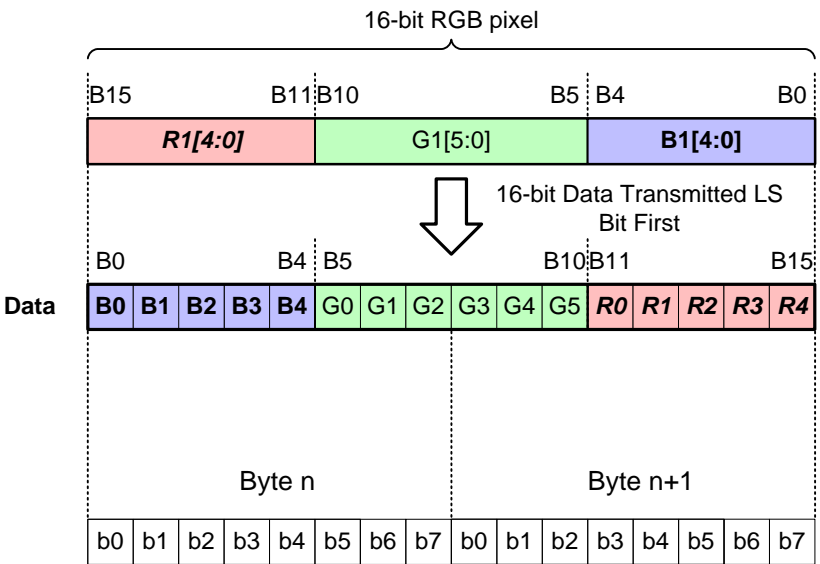 16-bit RGB pixel
B15 B11 B10 B5 B4 B0
R1[4:0] G1[5:0] B1[4:0]
16-bit Data Transmitted LS
Bit First
B0 B4 B5 B10 B11 B15
Data B0 B1 B2 B3 B4 G0 G1 G2 G3 G4 G5 R0 R1 R2 R3 R4
Byte n Byte n+1
b0 b1 b2 b3 b4 b5 b6 b7 b0 b1 b2 b3 b4 b5 b6 b7